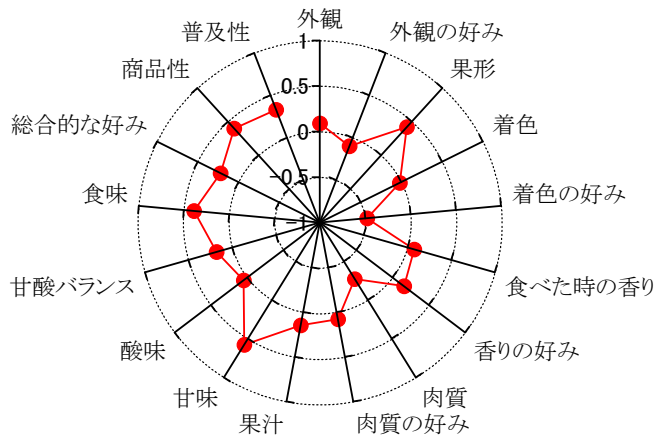 外観
外観の好み
果形
着色
着色の好み
食べた時の香り
香りの好み
肉質
肉質の好み
果汁
甘味
酸味
甘酸バランス
食味
総合的な好み
商品性
普及性
1
0.5
0
−0.5
−1